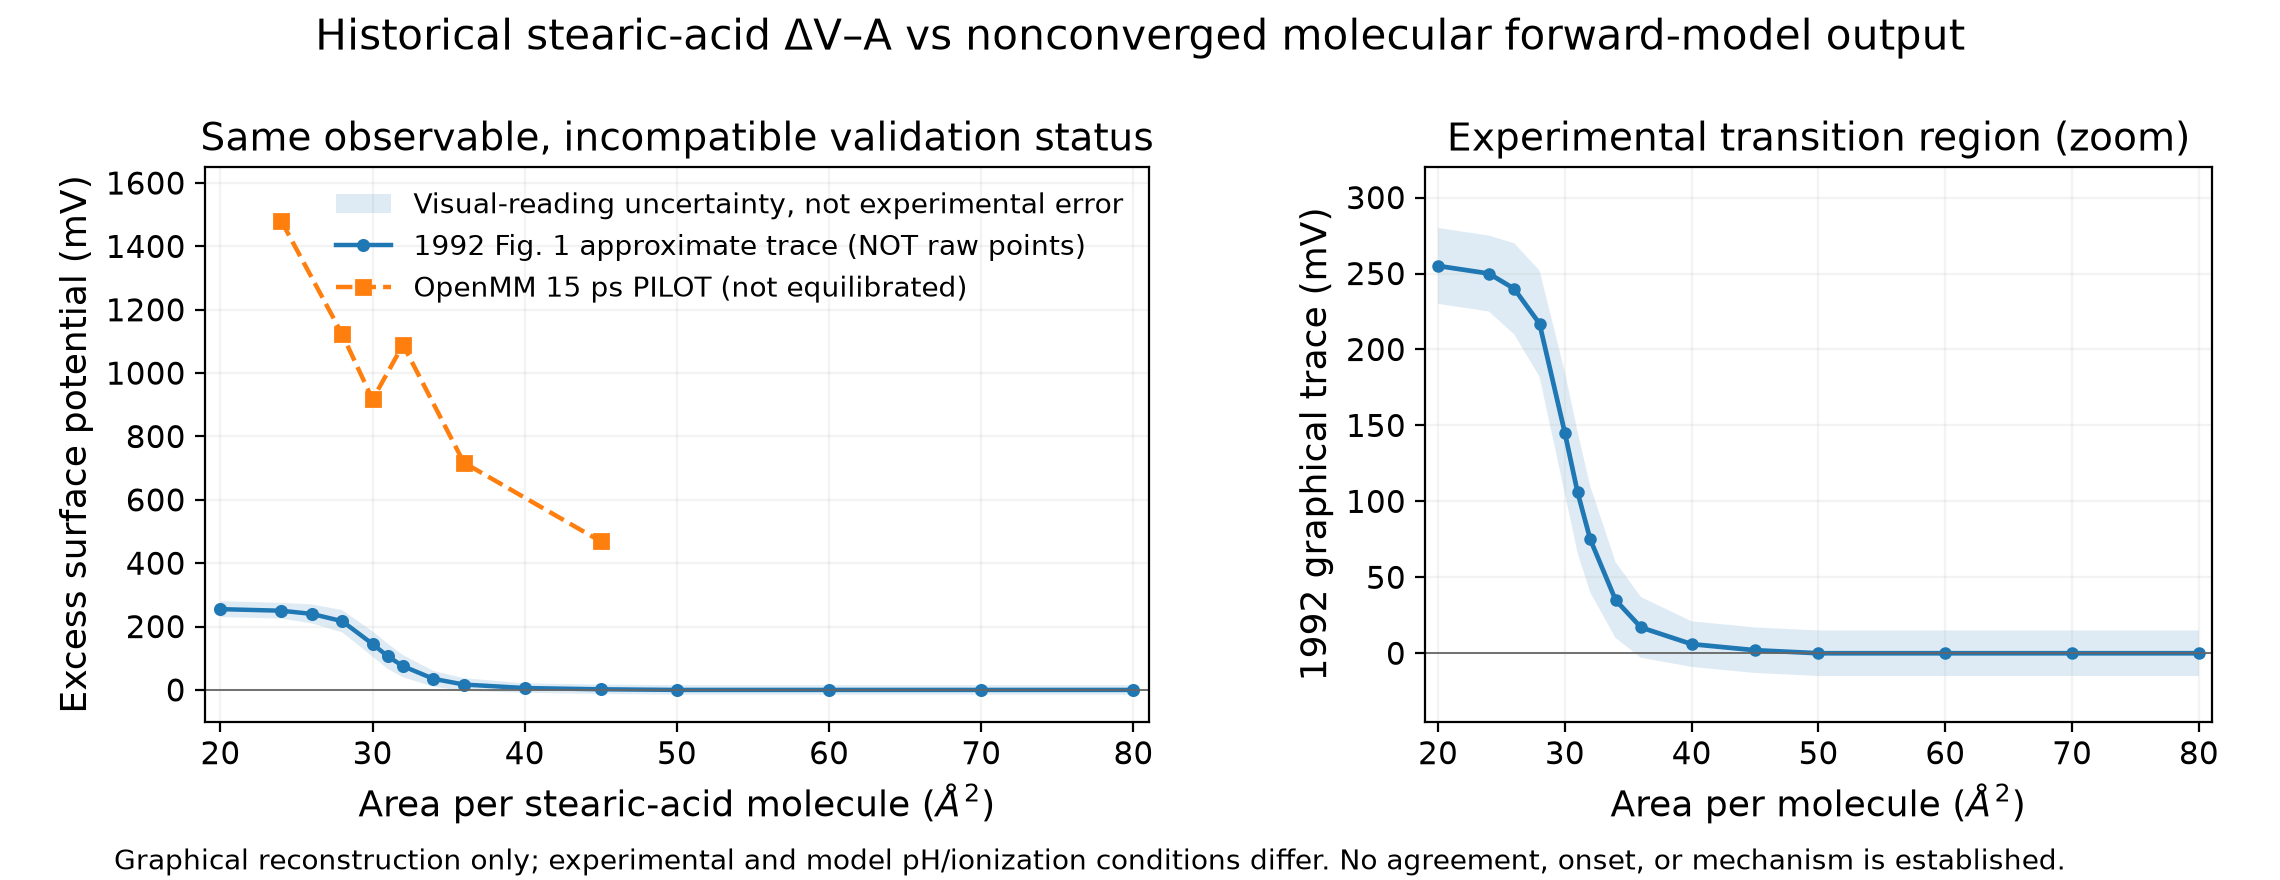 Historical stearic-acid ΔV–A vs nonconverged molecular forward-model output
Same observable, incompatible validation status
Excess surface potential (mV)
1600
1400
1200
1000
800
600
400
200
0
Visual-reading uncertainty, not experimental error
1992 Fig. 1 approximate trace (NOT raw points)
OpenMM 15 ps PILOT (not equilibrated)
20 30 40 50 60 70 80
Area per stearic-acid molecule (Å²)
Experimental transition region (zoom)
1992 graphical trace (mV)
300
250
200
150
100
50
0
20 30 40 50 60 70 80
Area per molecule (Å²)
Graphical reconstruction only; experimental and model pH/ionization conditions differ. No agreement, onset, or mechanism is established.